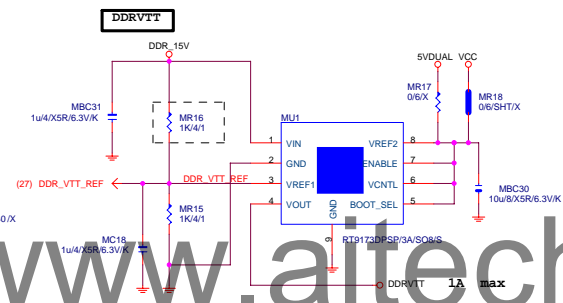 DDRVTT
DDR_15V
5VDUAL VCC
MBC31
1u/4/X5R/6.3V/K
MR16
1K/4/1
MR17
0/6/X
MR18
0/6/SHT/X
MU1
1 VIN VREF2 8
2 GND ENABLE 7
3 VREF1 VCNTL 6
4 VOUT BOOT_SEL 5
GND
9
(27) DDR_VTT_REF
DDR_VTT_REF
MBC30
10u/8/X5R/6.3V/K
MR15
1K/4/1
MC18
1u/4/X5R/6.3V/K
RT9173DPSP/3A/SO8/S
0/X
www.aitech
DDRVTT 1A max